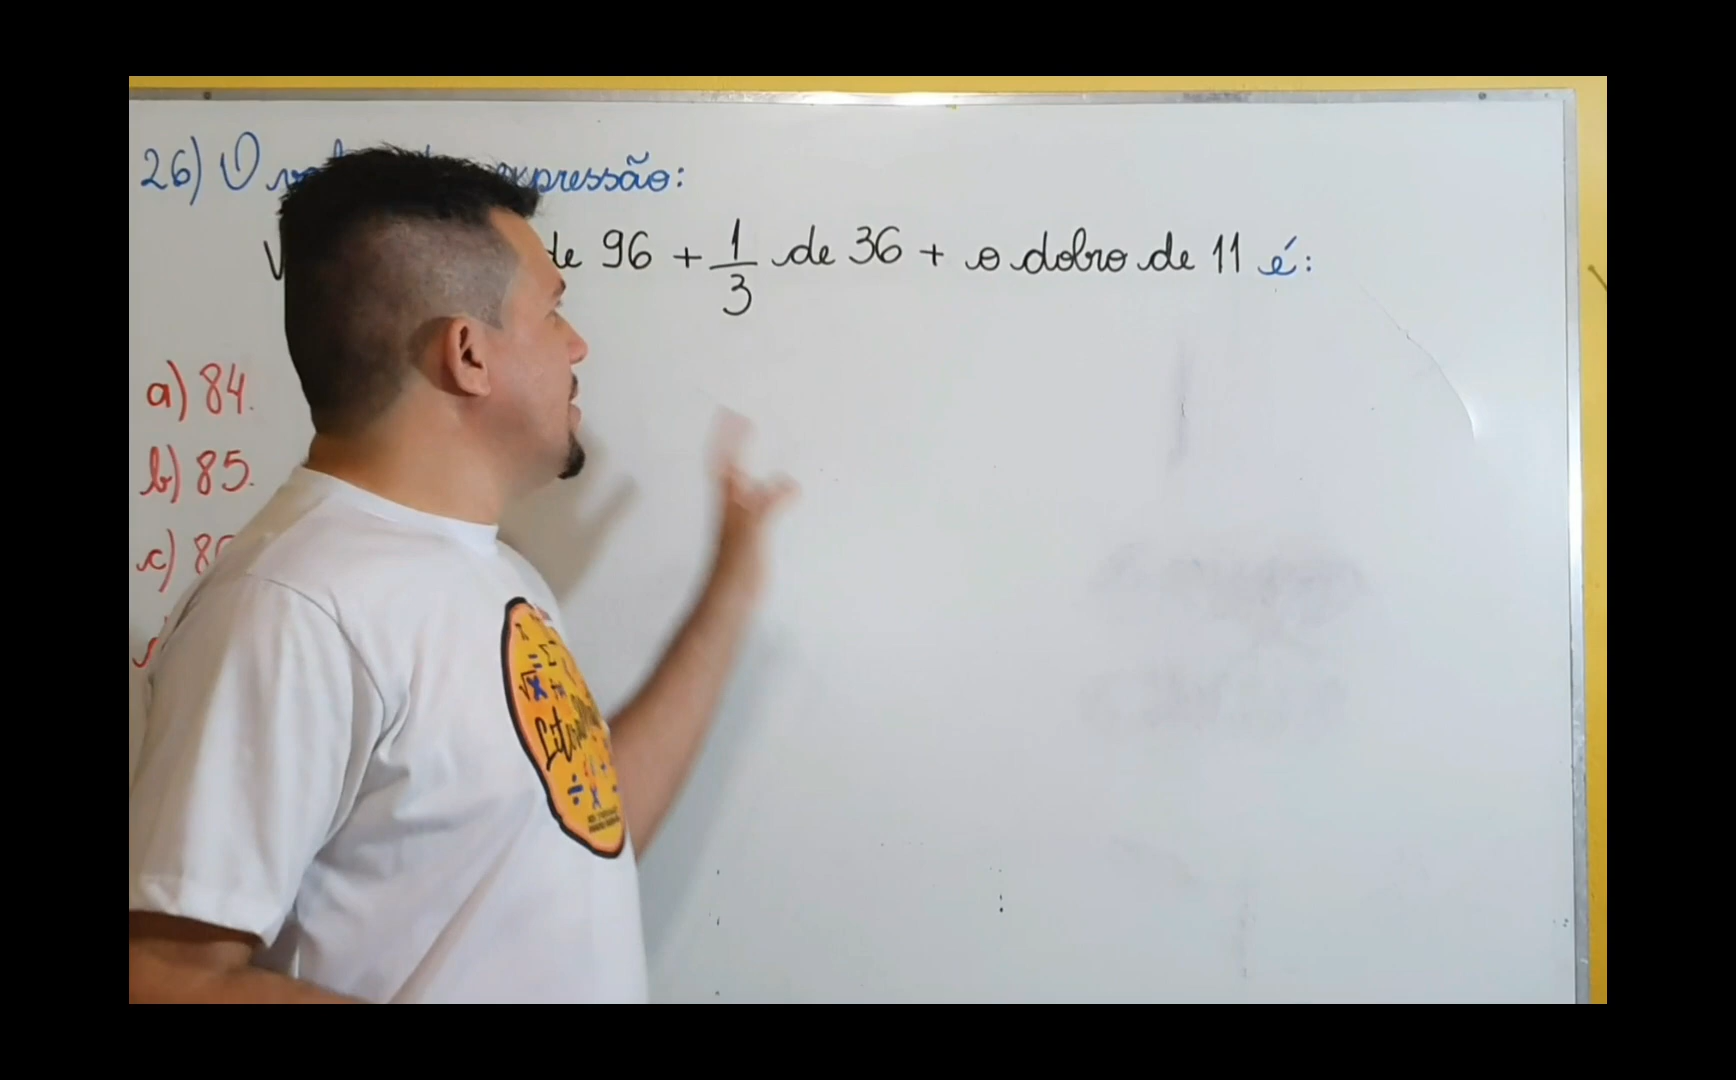 26) O expressão:
de 96 + 1/3 de 36 + o dobro de 11 é:
a) 84.
b) 85.
c) 8